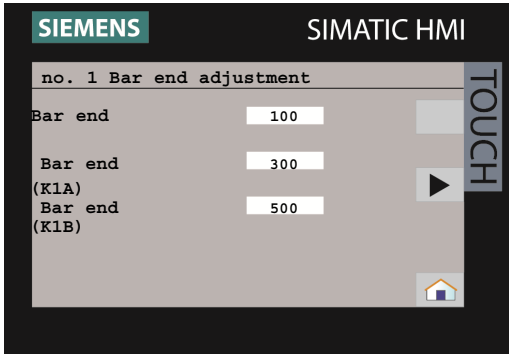 SIEMENS
SIMATIC HMI
TOUCH
no. 1 Bar end adjustment
Bar end 100
Bar end 300
(K1A)
Bar end 500
(K1B)